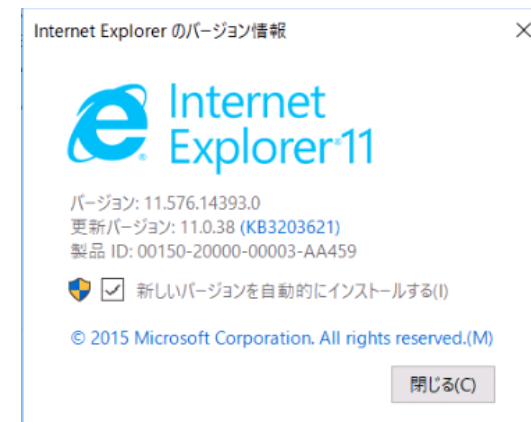 Internet Explorer のバージョン情報
Internet
Explorer®11
バージョン: 11.576.14393.0
更新バージョン: 11.0.38 (KB3203621)
製品 ID: 00150-20000-00003-AA459
新しいバージョンを自動的にインストールする(I)
© 2015 Microsoft Corporation. All rights reserved.(M)
閉じる(C)